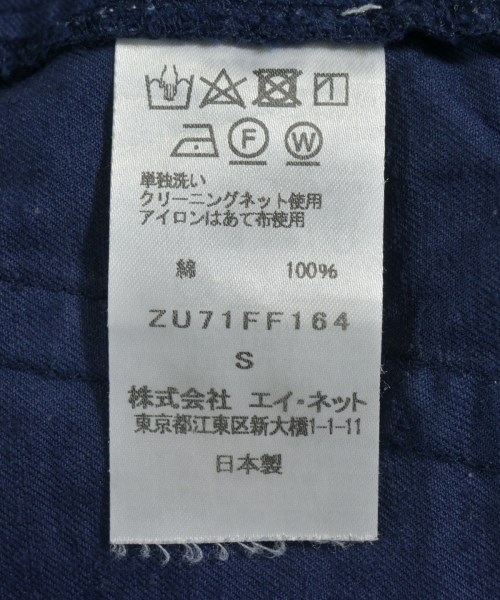 F W
単独洗い
クリーニングネット使用
アイロンはあて布使用
綿 100%
ZU71FF164
S
株式会社 エイ・ネット
東京都江東区新大橋1-1-11
日本製